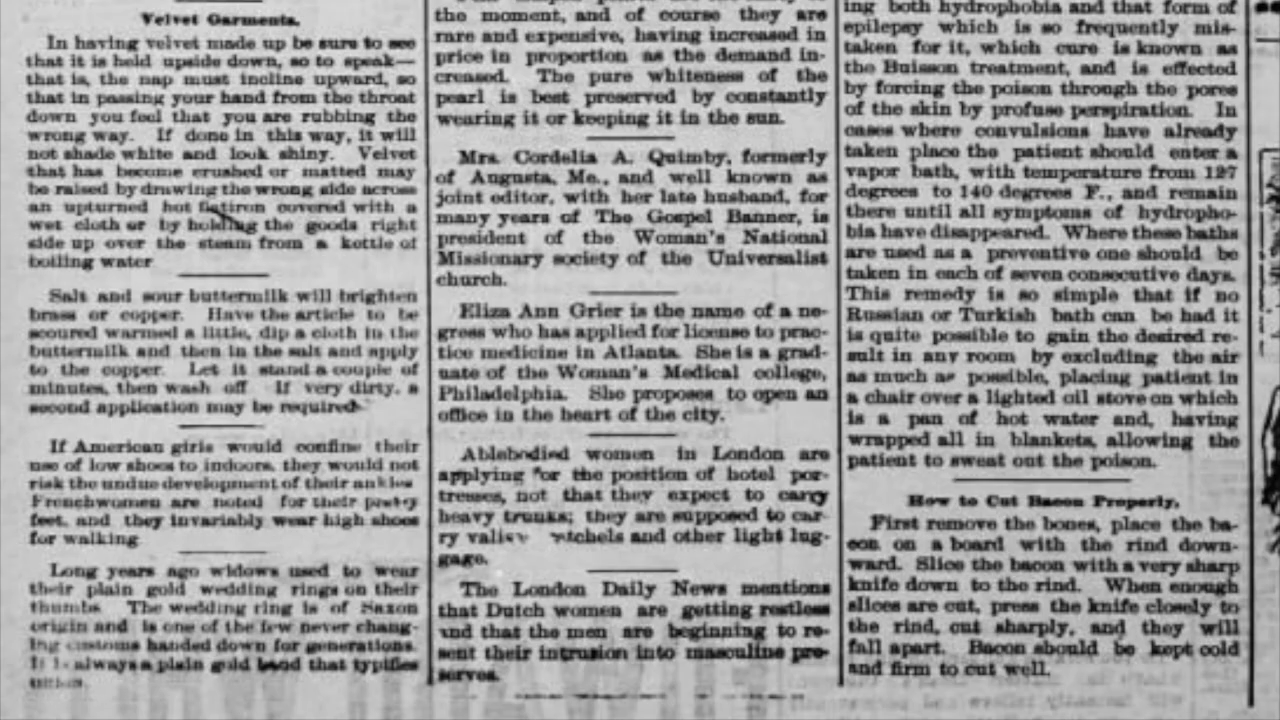 Velvet Garments.
In having velvet made up be sure to see
that it is held upside down, so to speak—
that is, the nap must incline upward, so
that in passing your hand from the throat
down you feel that you are rubbing the
wrong way. If done in this way, it will
not shade white and look shiny. Velvet
that has become crushed or matted may
be raised by drawing the wrong side across
an upturned hot flatiron covered with a
wet cloth or by holding the goods right
side up over the steam from a kettle of
boiling water
Salt and sour buttermilk will brighten
brass or copper. Have the article to be
scoured warmed a little, dip a cloth in the
buttermilk and then in the salt and apply
to the copper. Let it stand a couple of
minutes, then wash off If very dirty, a
second application may be required
If American girls would confine their
use of low shoes to indoors, they would not
risk the undue development of their ankles
Frenchwomen are noted for their pretty
feet, and they invariably wear high shoes
for walking
Long years ago widows used to wear
their plain gold wedding rings on their
thumbs. The wedding ring is of Saxon
origin and is one of the few never chang-
ing customs handed down for generations.
It is always a plain gold band that typifies
the moment, and of course they are
rare and expensive, having increased in
price in proportion as the demand in-
creased. The pure whiteness of the
pearl is best preserved by constantly
wearing it or keeping it in the sun.
Mrs. Cordelia A. Quimby, formerly
of Augusta, Me., and well known as
joint editor, with her late husband, for
many years of The Gospel Banner, is
president of the Woman's National
Missionary society of the Universalist
church.
Eliza Ann Grier is the name of a ne-
gress who has applied for license to prac-
tice medicine in Atlanta. She is a grad-
uate of the Woman's Medical college,
Philadelphia. She proposes to open an
office in the heart of the city.
Ablebodied women in London are
applying for the position of hotel por-
tresses, not that they expect to carry
heavy trunks; they are supposed to car-
ry and other light lug-
gage.
The London Daily News mentions
that Dutch women are getting restless
and that the men are beginning to re-
sent their intrusion into masculine pre-
serves.
ing both hydrophobia and that form of
epilepsy which is so frequently mis-
taken for it, which cure is known as
the Buisson treatment, and is effected
by forcing the poison through the pores
of the skin by profuse perspiration. In
cases where convulsions have already
taken place the patient should enter a
vapor bath, with temperature from 127
degrees to 140 degrees F., and remain
there until all symptoms of hydropho-
bia have disappeared. Where these baths
are used as a preventive one should be
taken in each of seven consecutive days.
This remedy is so simple that if no
Russian or Turkish bath can be had it
is quite possible to gain the desired re-
sult in any room by excluding the air
as much as possible, placing patient in
a chair over a lighted oil stove on which
is a pan of hot water and, having
wrapped all in blankets, allowing the
patient to sweat out the poison.
How to Cut Bacon Properly.
First remove the bones, place the ba-
con on a board with the rind down-
ward. Slice the bacon with a very sharp
knife down to the rind. When enough
slices are cut, press the knife closely to
the rind, cut sharply, and they will
fall apart. Bacon should be kept cold
and firm to cut well.